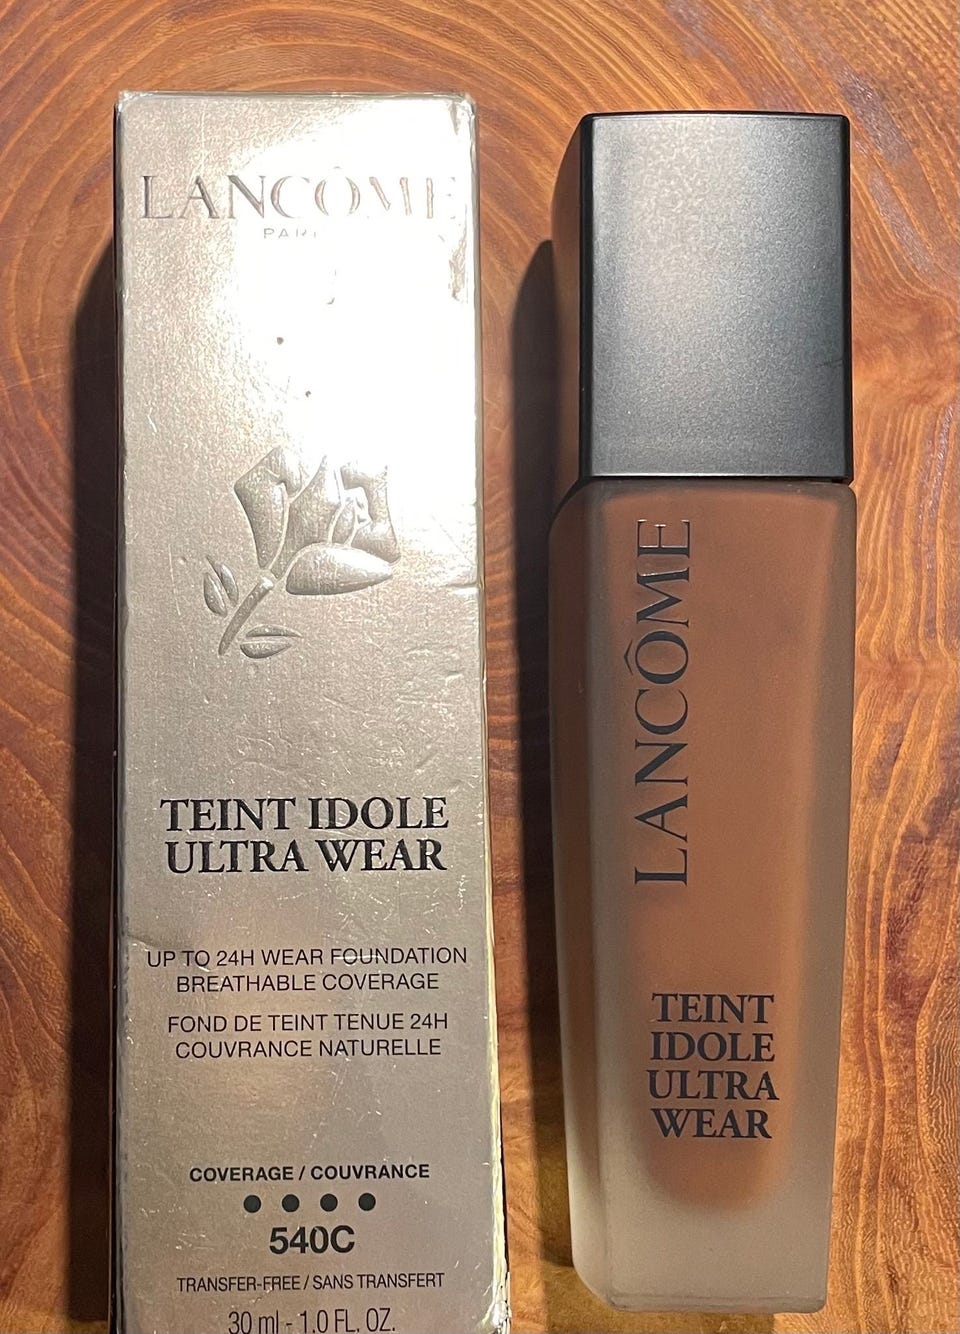 LANCÔME
PARIS
TEINT IDOLE
ULTRA WEAR
UP TO 24H WEAR FOUNDATION
BREATHABLE COVERAGE
FOND DE TEINT TENUE 24H
COUVRANCE NATURELLE
COVERAGE / COUVRANCE
540C
TRANSFER-FREE / SANS TRANSFERT
30 ml - 1.0 FL. OZ.
LANCÔME
TEINT
IDOLE
ULTRA
WEAR